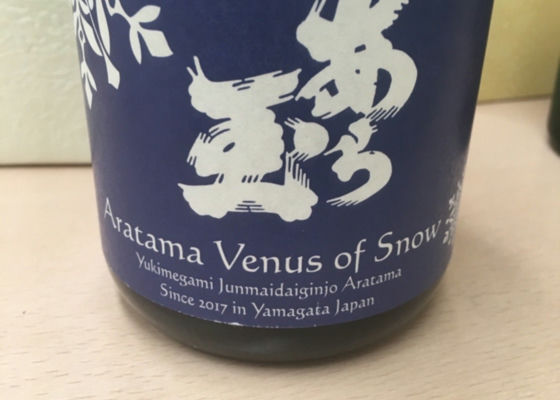 あら
玉
Aratama Venus of Snow
Yukimegami Junmaidaiginjo Aratama
Since 2017 in Yamagata Japan